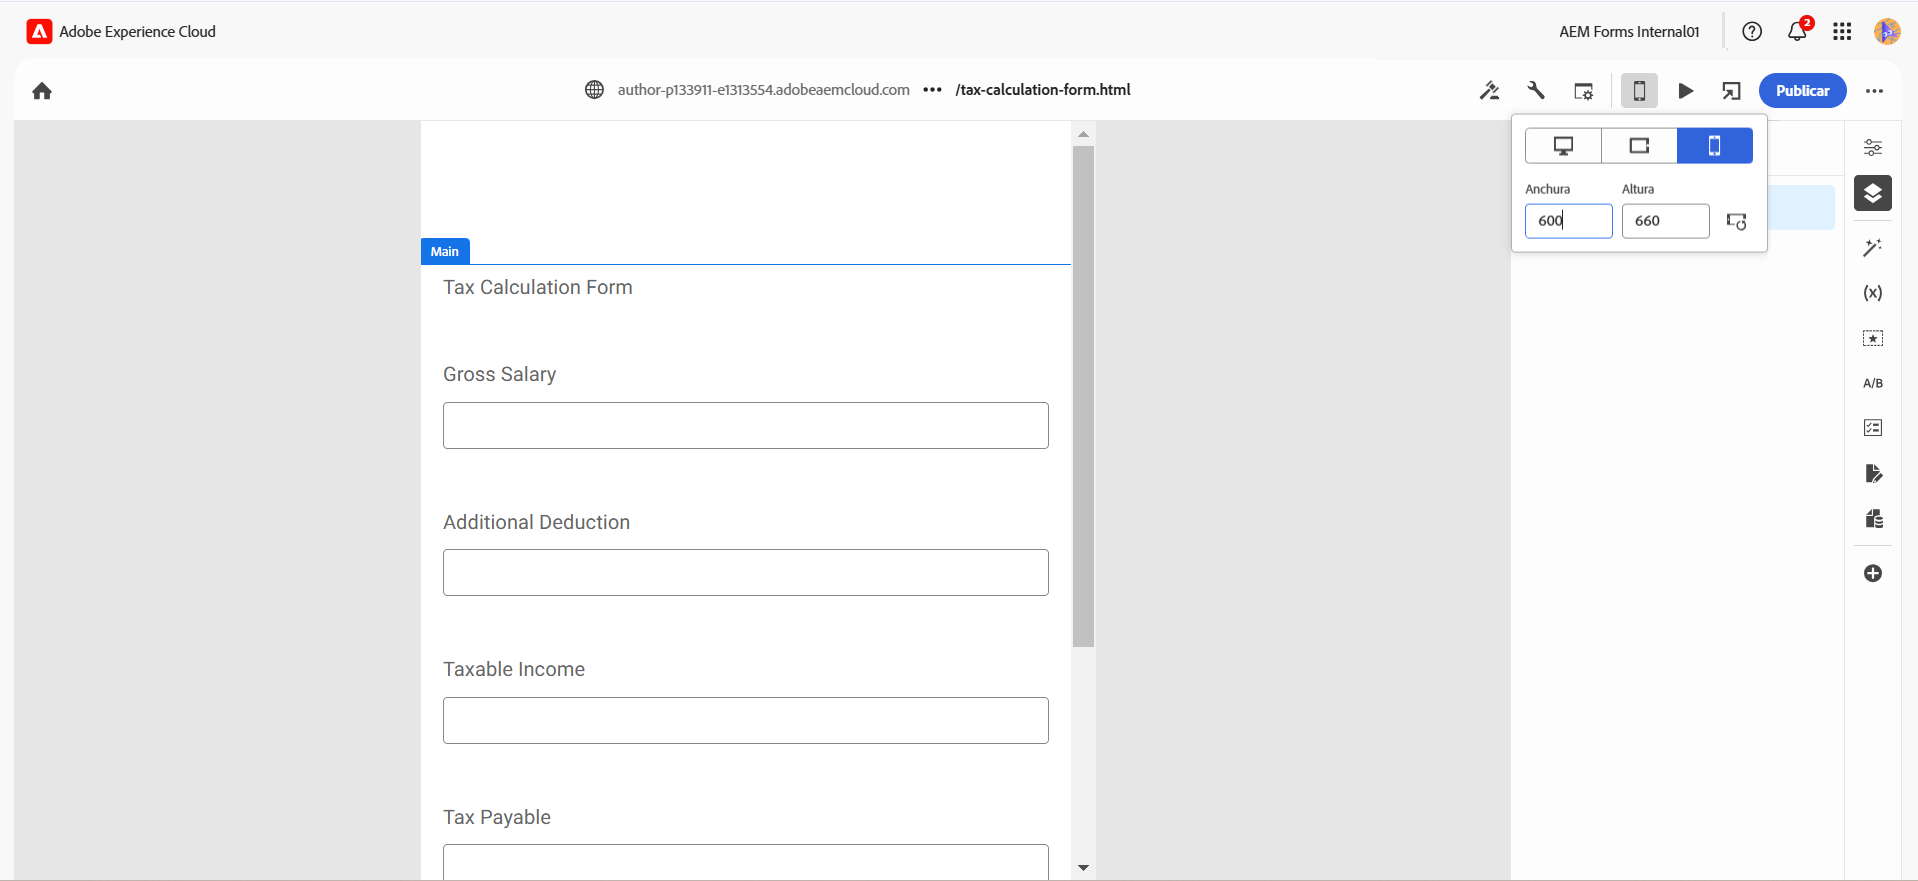 Adobe Experience Cloud
AEM Forms Internal01
2
author-p133911-e1313554.adobeaemcloud.com ••• /tax-calculation-form.html
Publicar
Anchura Altura
600 660
Main
Tax Calculation Form
Gross Salary
Additional Deduction
Taxable Income
Tax Payable
(x)
A/B